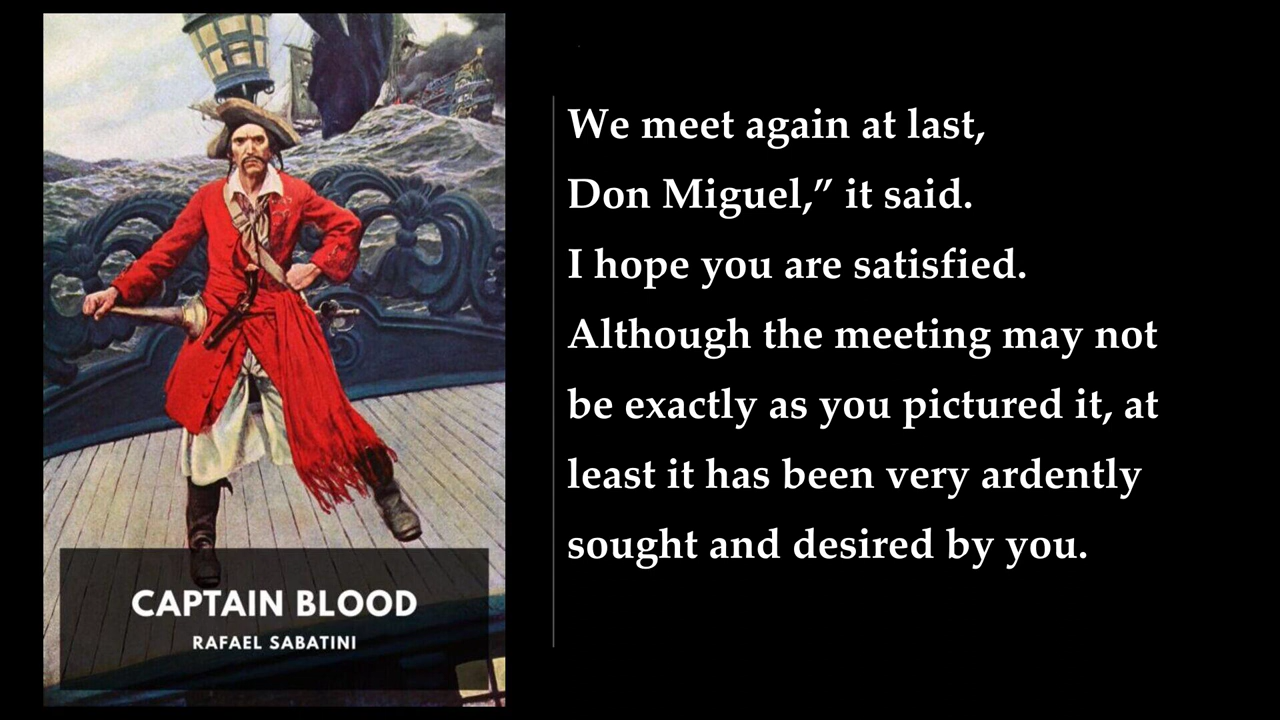 CAPTAIN BLOOD
RAFAEL SABATINI
We meet again at last,
Don Miguel,” it said.
I hope you are satisfied.
Although the meeting may not
be exactly as you pictured it, at
least it has been very ardently
sought and desired by you.